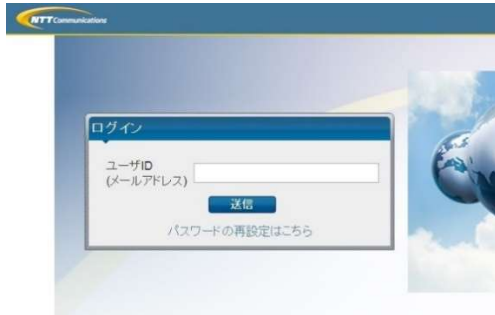 NTT Communications
ログイン
ユーザID
(メールアドレス)
送信
パスワードの再設定はこちら